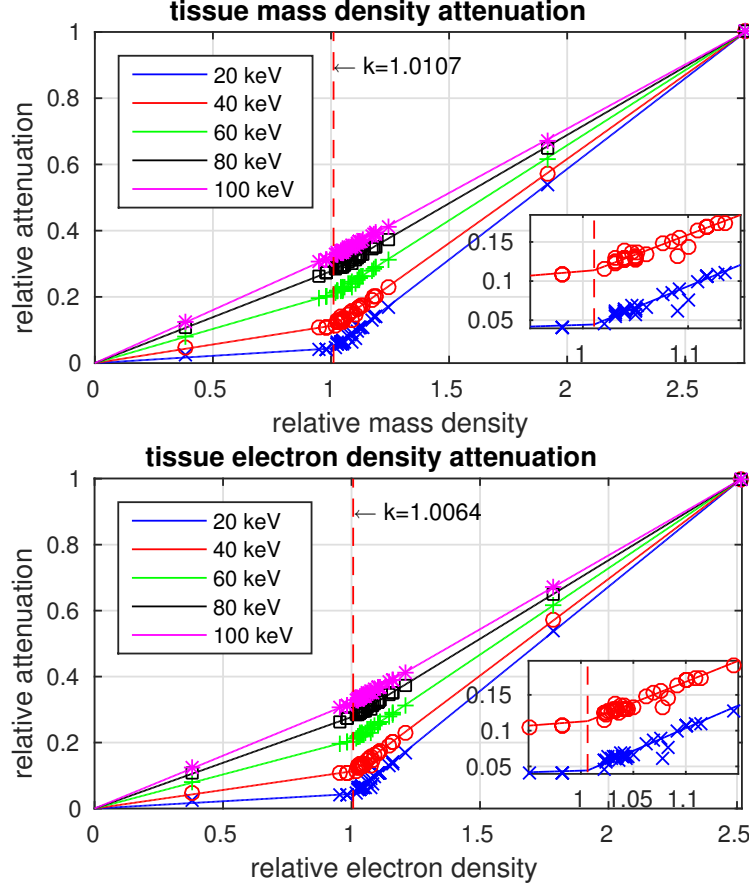 tissue mass density attenuation
1
0.8
0.6
0.4
0.2
0
relative attenuation
20 keV
40 keV
60 keV
80 keV
100 keV
← k=1.0107
0.15
0.1
0.05
1
1.1
0
0.5
1
1.5
2
2.5
relative mass density
tissue electron density attenuation
1
0.8
0.6
0.4
0.2
0
relative attenuation
20 keV
40 keV
60 keV
80 keV
100 keV
← k=1.0064
0.15
0.1
0.05
1
1.05
1.1
0
0.5
1
1.5
2
2.5
relative electron density